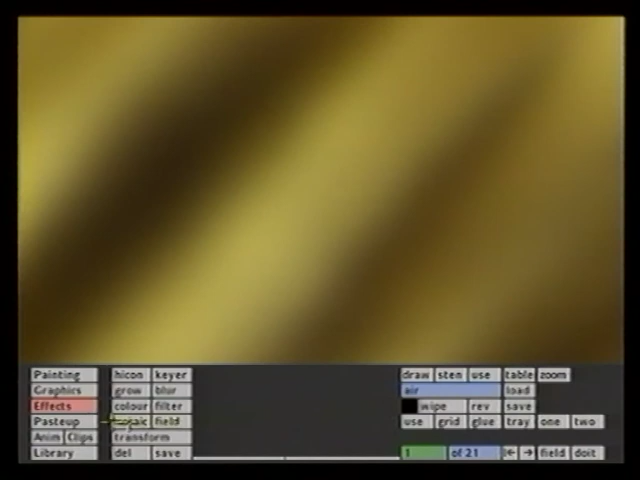 Painting hicon keyer draw sten use table zoom
Graphics grow blur air load
Effects colour filter wipe rev save
Pasteup mosaic field use grid glue tray one two
Anim Clips transform
Library del save 1 of 21 field doit